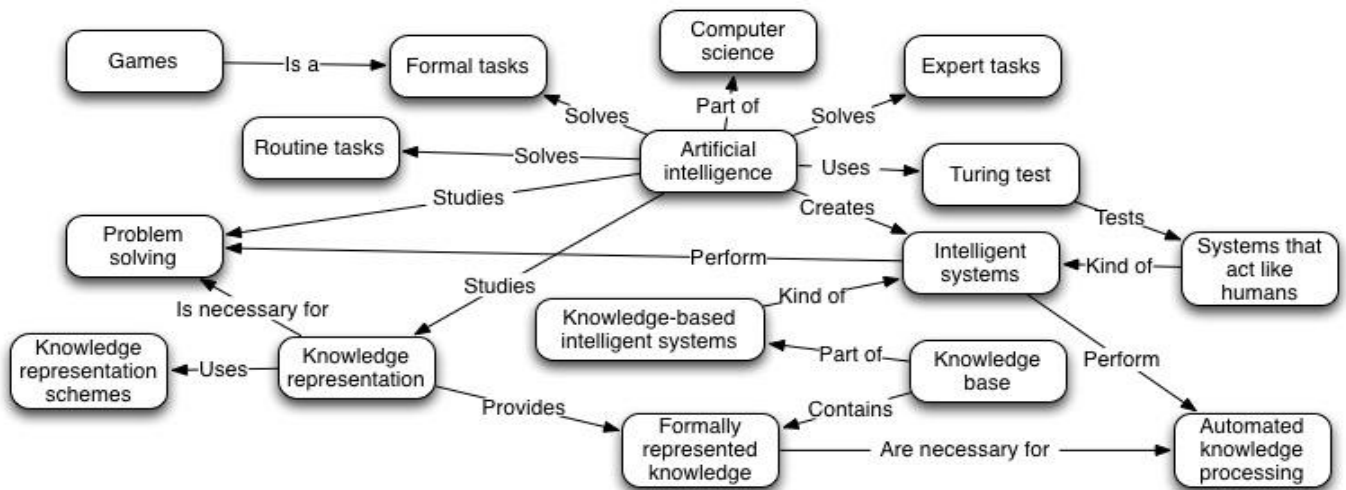 Games
Is a
Formal tasks
Computer
science
Expert tasks
Solves
Part of
Solves
Routine tasks
Solves
Artificial
intelligence
Uses
Turing test
Studies
Creates
Tests
Problem
solving
Perform
Intelligent
systems
Kind of
Systems that
act like
humans
Studies
Kind of
Is necessary for
Knowledge-based
intelligent systems
Part of
Knowledge
base
Perform
Knowledge
representation
schemes
Uses
Knowledge
representation
Provides
Contains
Formally
represented
knowledge
Are necessary for
Automated
knowledge
processing